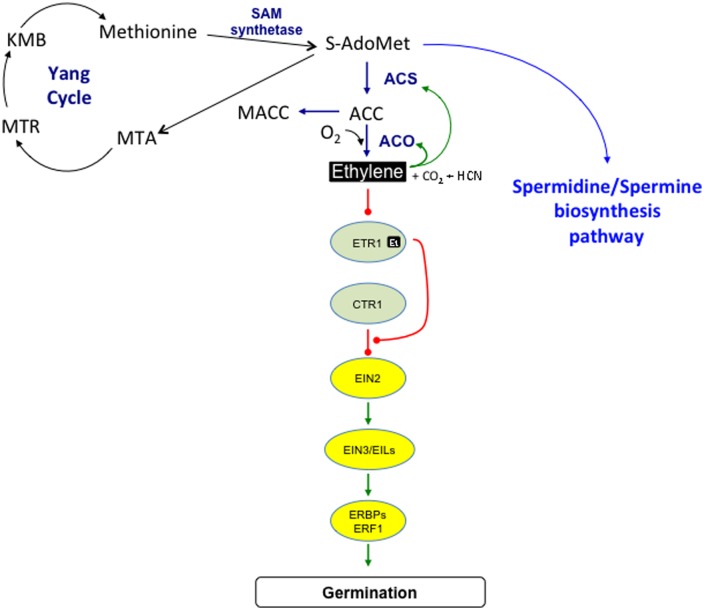 SAM
synthetase
KMB
Methionine
S-AdoMet
Yang
Cycle
ACS
MACC
ACC
MTR
MTA
O2
ACO
Ethylene
+ CO2 + HCN
Spermidine/Spermine
biosynthesis
pathway
ETR1
Et
CTR1
EIN2
EIN3/EILs
ERBPs
ERF1
Germination